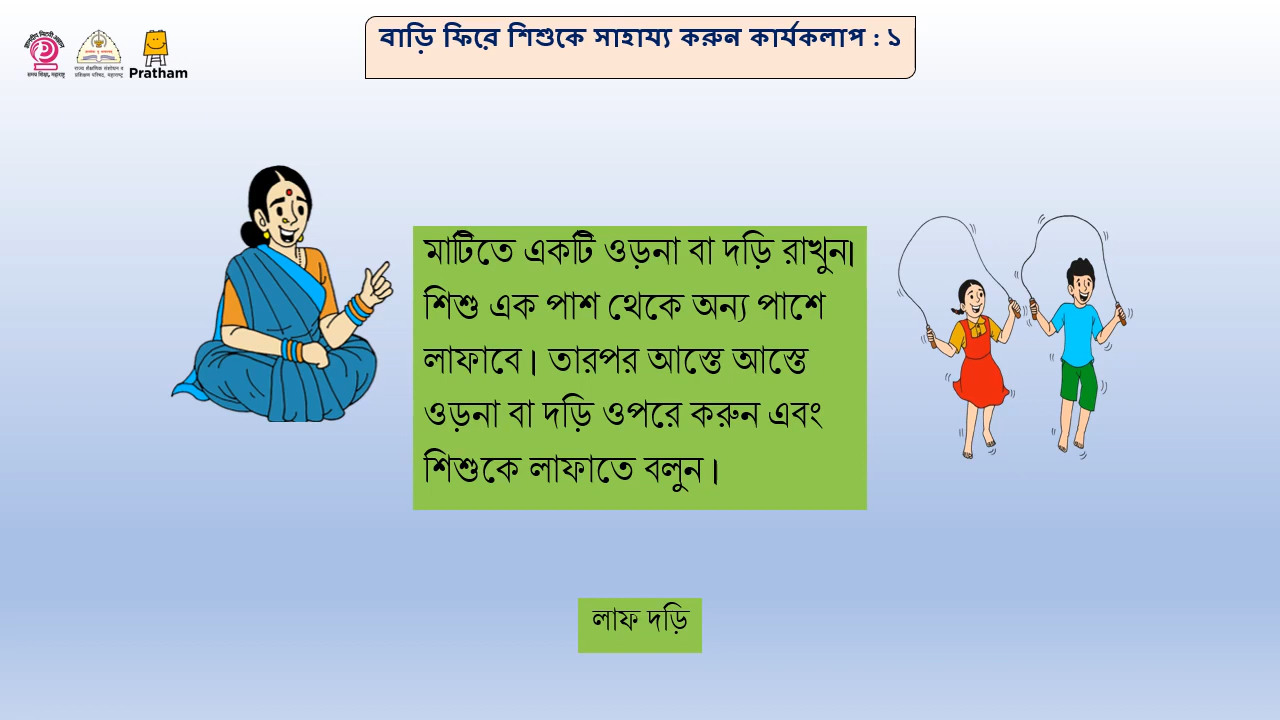 বাড়ি ফিরে শিশুকে সাহায্য করুন কার্যকলাপ : ১
Pratham
মাটিতে একটি ওড়না বা দড়ি রাখুন৷
শিশু এক পাশ থেকে অন্য পাশে
লাফাবে। তারপর আস্তে আস্তে
ওড়না বা দড়ি ওপরে করুন এবং
শিশুকে লাফাতে বলুন।
লাফ দড়ি